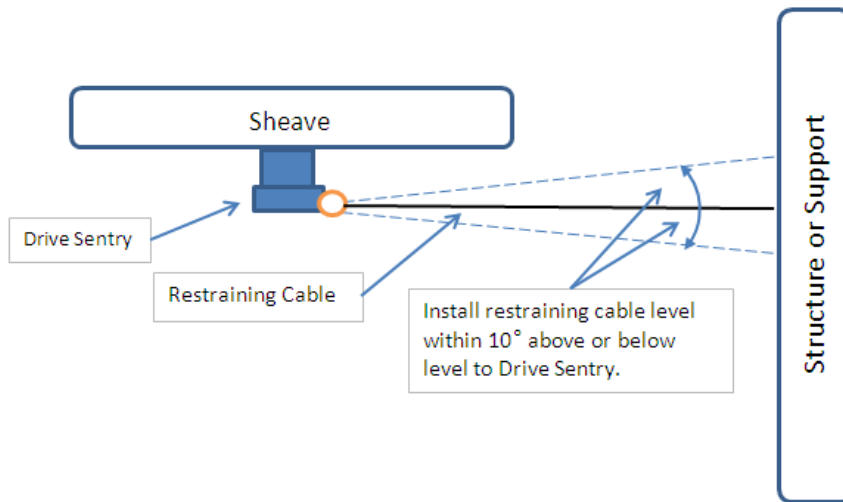 Sheave
Drive Sentry
Restraining Cable
Install restraining cable level
within 10° above or below
level to Drive Sentry.
Structure or Support